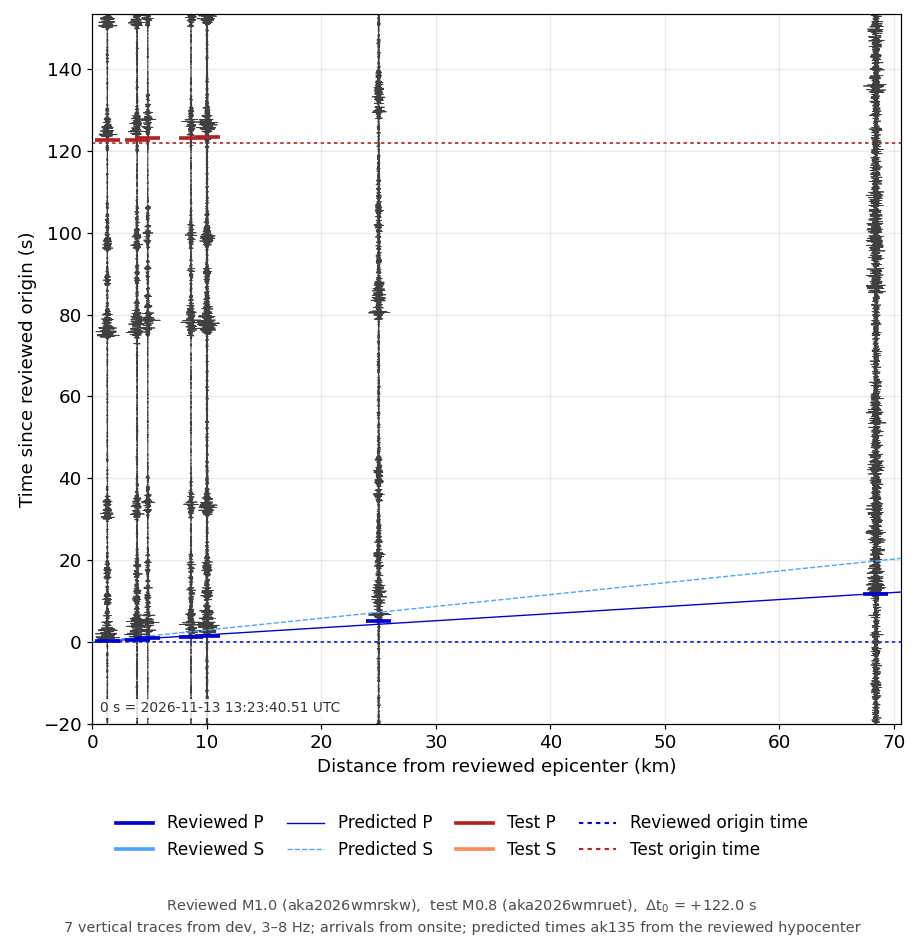 Time since reviewed origin (s)
140
120
100
80
60
40
20
0
−20
0 s = 2026-11-13 13:23:40.51 UTC
0 10 20 30 40 50 60 70
Distance from reviewed epicenter (km)
Reviewed P Predicted P Test P Reviewed origin time
Reviewed S Predicted S Test S Test origin time
Reviewed M1.0 (aka2026wmrskw), test M0.8 (aka2026wmruet), Δt₀ = +122.0 s
7 vertical traces from dev, 3–8 Hz; arrivals from onsite; predicted times ak135 from the reviewed hypocenter